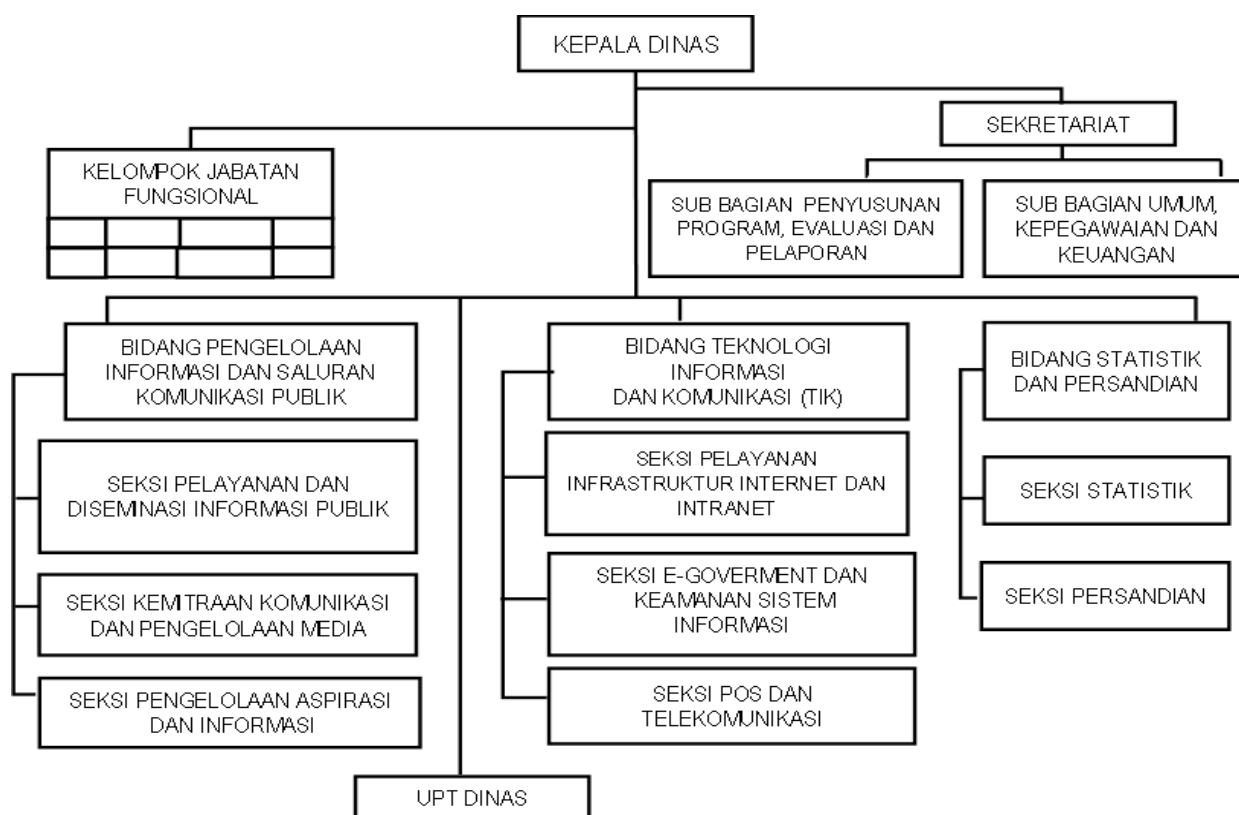 KEPALA DINAS
SEKRETARIAT
KELOMPOK JABATAN
FUNGSIONAL
SUB BAGIAN PENYUSUNAN
PROGRAM, EVALUASI DAN
PELAPORAN
SUB BAGIAN UMUM,
KEPEGAWAIAN DAN
KEUANGAN
BIDANG PENGELOLAAN
INFORMASI DAN SALURAN
KOMUNIKASI PUBLIK
SEKSI PELAYANAN DAN
DISEMINASI INFORMASI PUBLIK
SEKSI KEMITRAAN KOMUNIKASI
DAN PENGELOLAAN MEDIA
SEKSI PENGELOLAAN ASPIRASI
DAN INFORMASI
BIDANG TEKNOLOGI
INFORMASI
DAN KOMUNIKASI (TIK)
SEKSI PELAYANAN
INFRASTRUKTUR INTERNET DAN
INTRANET
SEKSI E-GOVERMENT DAN
KEAMANAN SISTEM
INFORMASI
SEKSI POS DAN
TELEKOMUNIKASI
BIDANG STATISTIK
DAN PERSANDIAN
SEKSI STATISTIK
SEKSI PERSANDIAN
UPT DINAS